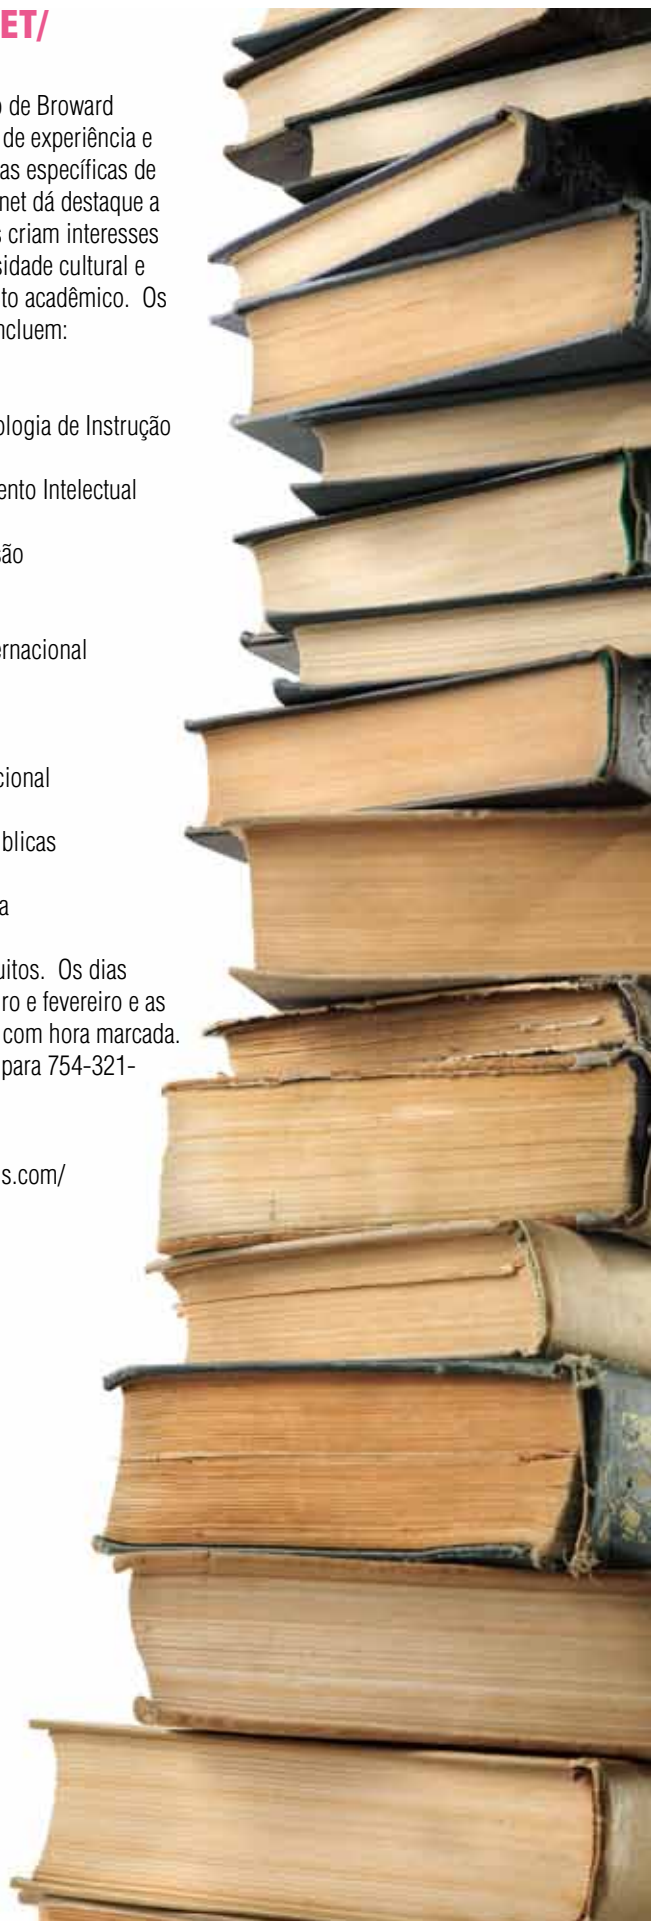 ET/
o de Broward
de experiência e
as específicas de
net dá destaque a
s criam interesses
sidade cultural e
to acadêmico. Os
ncluem:
ologia de Instrução
ento Intelectual
são
ernacional
cional
blicas
a
uitos. Os dias
ro e fevereiro e as
com hora marcada.
para 754-321-
s.com/